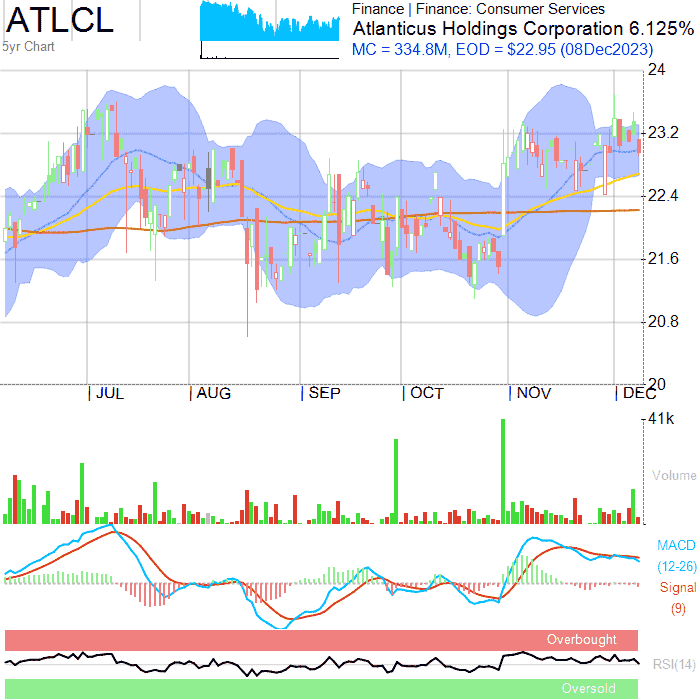 ATLCL
5yr Chart
Finance | Finance: Consumer Services
Atlanticus Holdings Corporation 6.125%
MC = 334.8M, EOD = $22.95 (08Dec2023)
24
23.2
22.4
21.6
20.8
20
JUL AUG SEP OCT NOV DEC
41k
Volume
MACD
(12-26)
Signal
(9)
Overbought
RSI(14)
Oversold